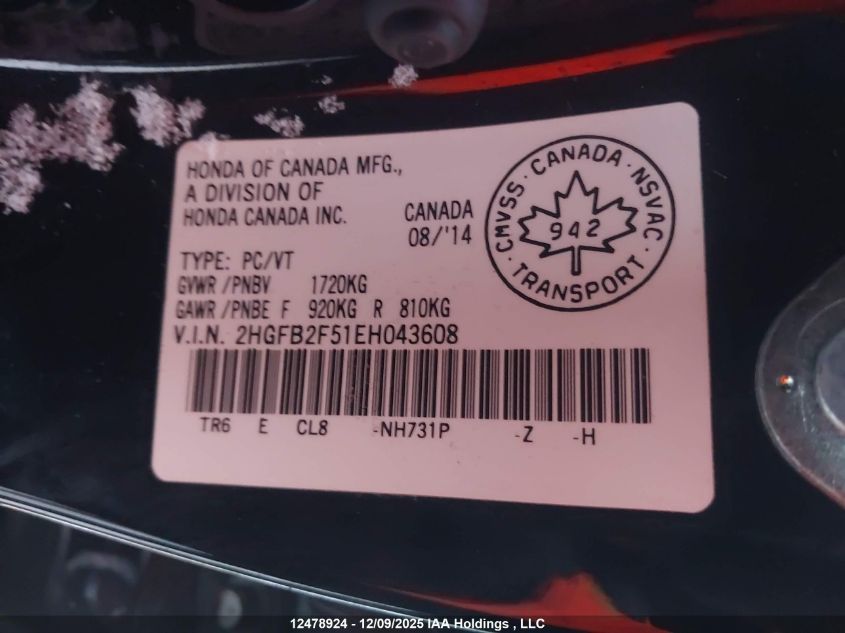 HONDA OF CANADA MFG.,
A DIVISION OF
HONDA CANADA INC.
CANADA
08/'14
CMVSS · CANADA · NSVAC · TRANSPORT ·
942
TYPE: PC/VT
GVWR /PNBV 1720KG
GAWR /PNBE F 920KG R 810KG
V.I.N. 2HGFB2F51EH043608
TR6 E CL8 -NH731P -Z -H
12478924 - 12/09/2025 IAA Holdings , LLC